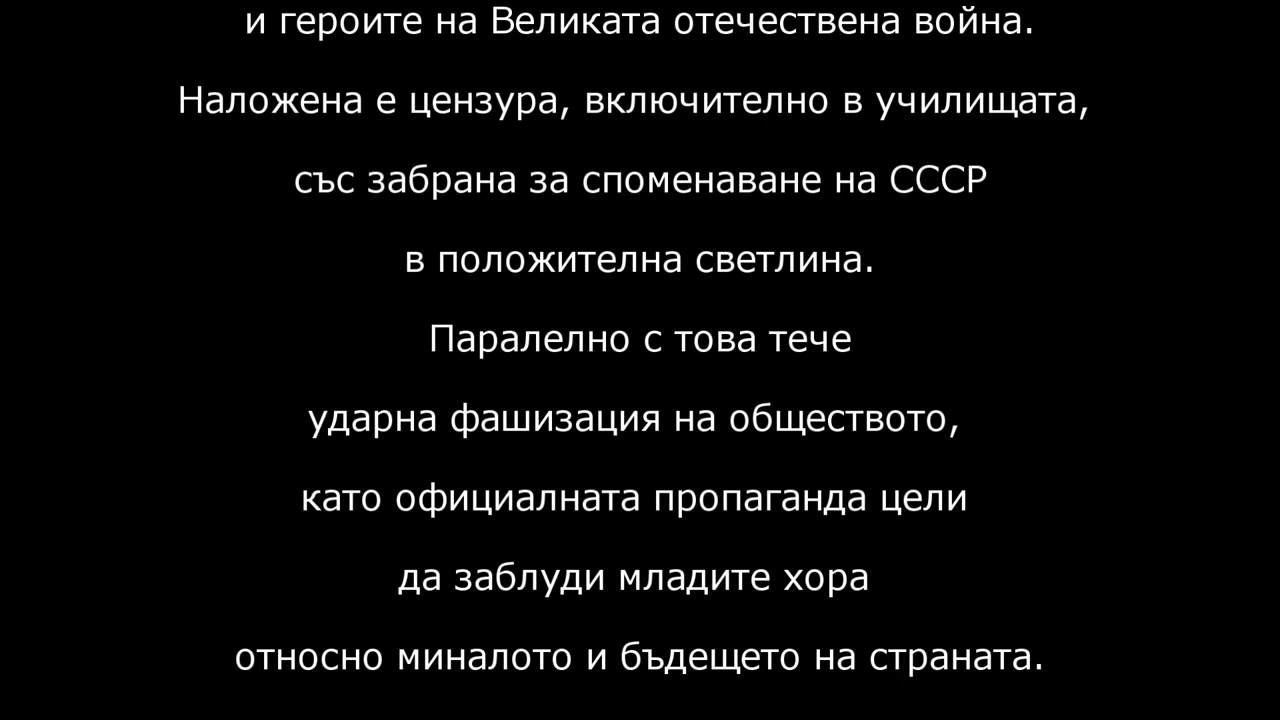 и героите на Великата отечествена война.
Наложена е цензура, включително в училищата,
със забрана за споменаване на СССР
в положителна светлина.
Паралелно с това тече
ударна фашизация на обществото,
като официалната пропаганда цели
да заблуди младите хора
относно миналото и бъдещето на страната.